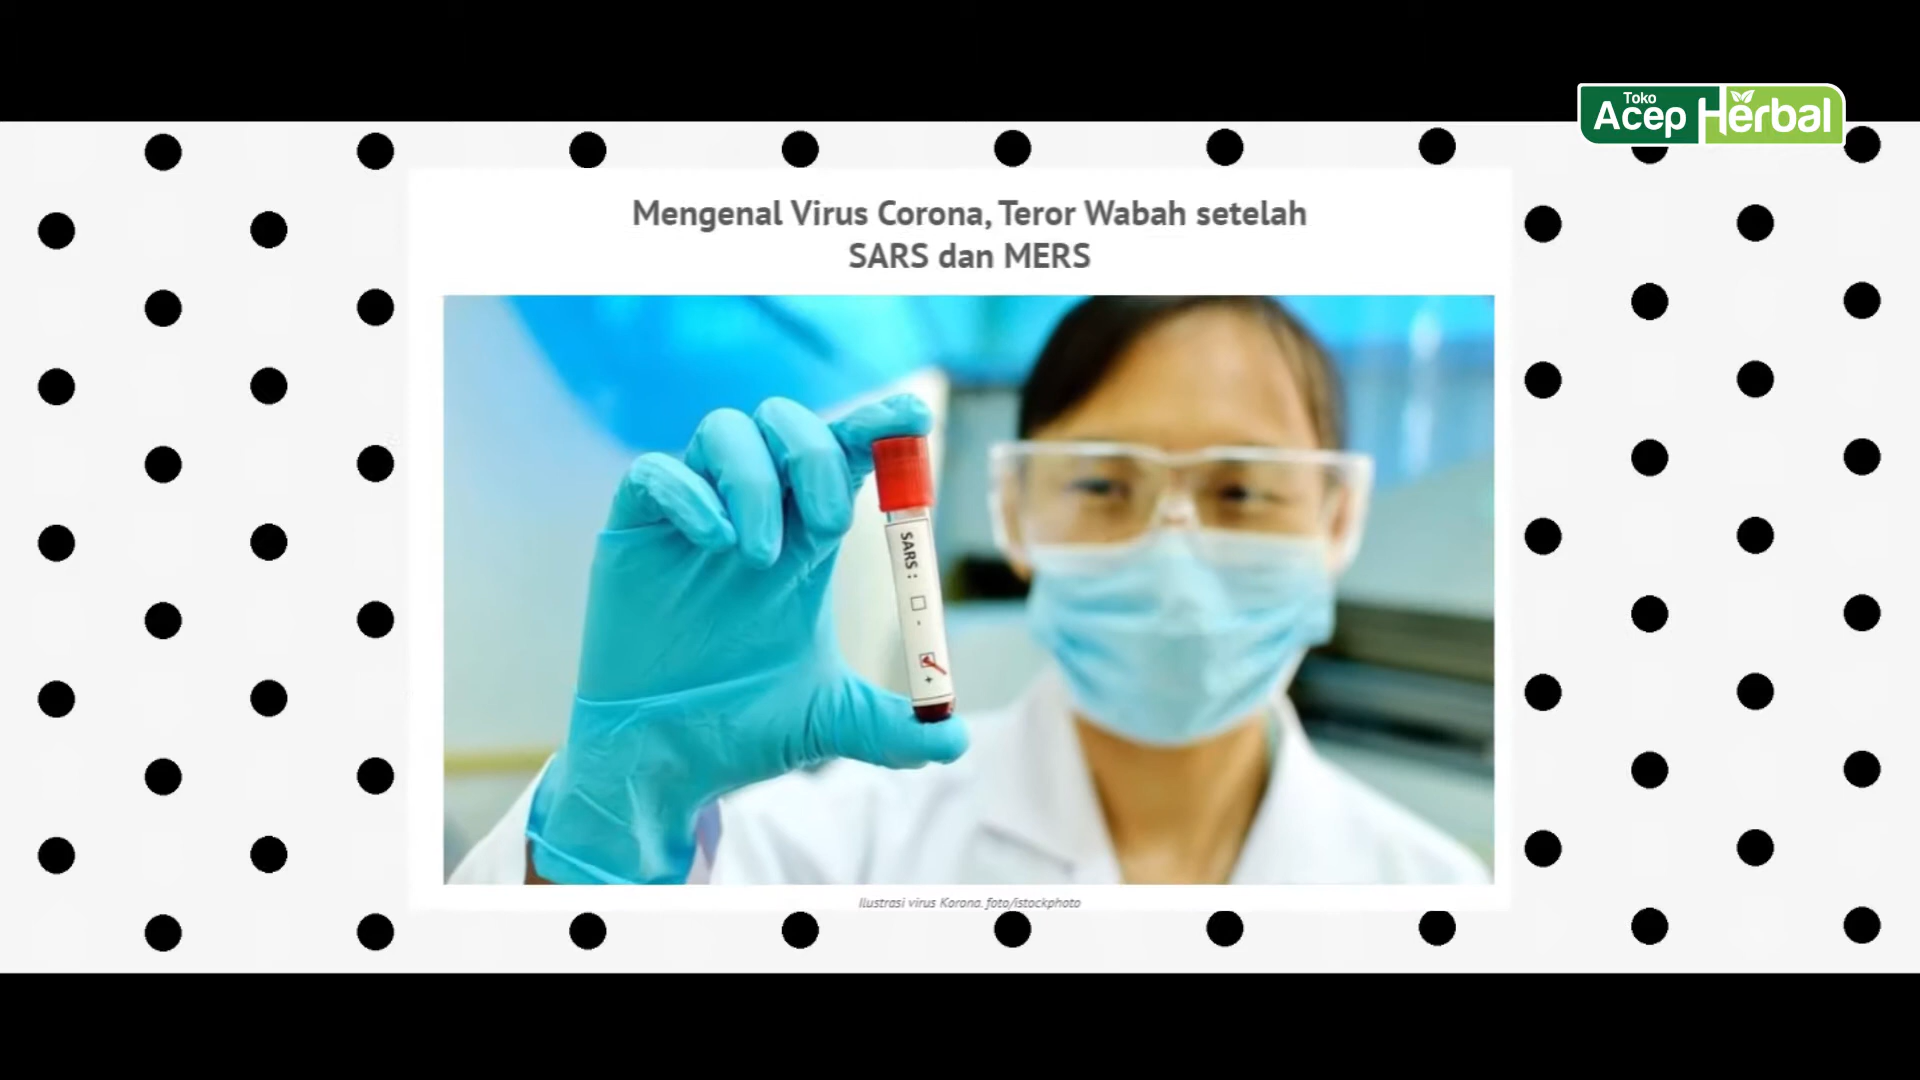 Toko
Acep Herbal
Mengenal Virus Corona, Teror Wabah setelah
SARS dan MERS
SARS :
-
+
Ilustrasi virus Korona. foto/istockphoto